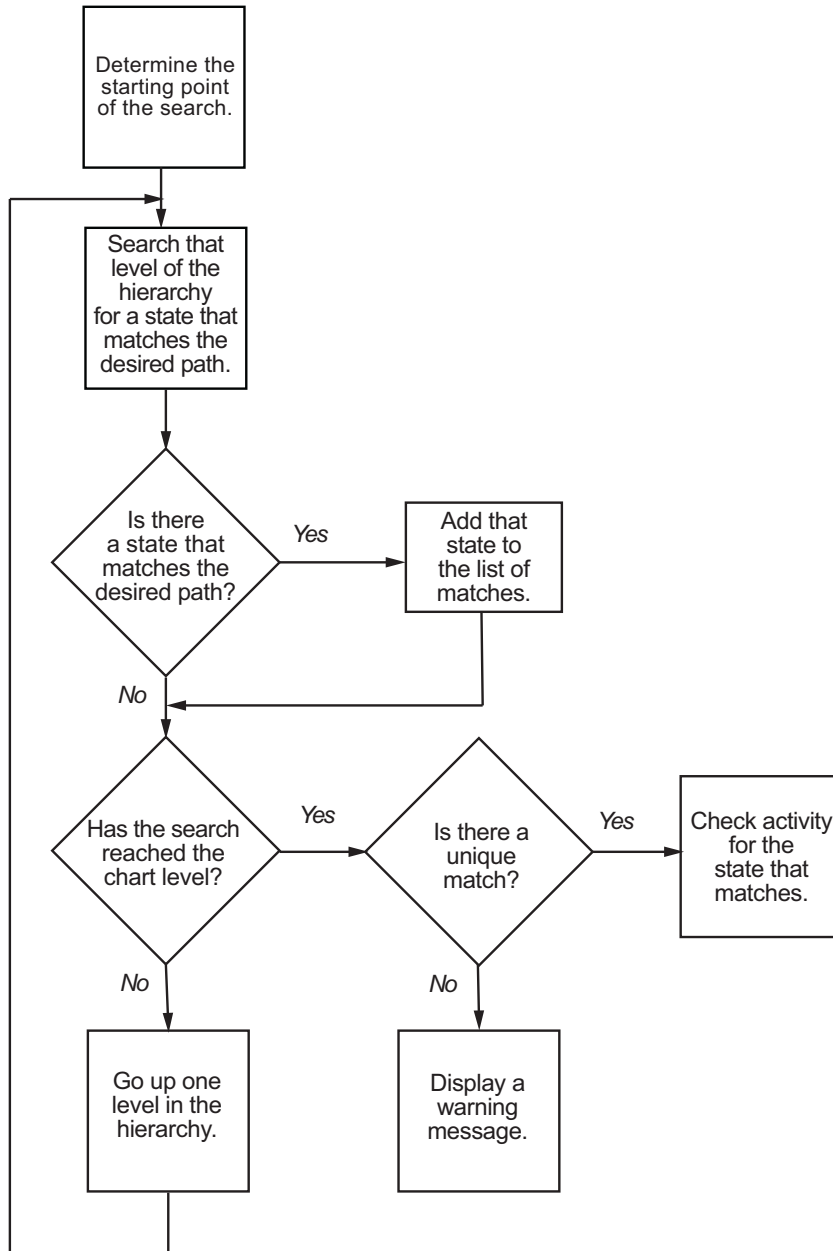 Determine the
starting point
of the search.
Search that
level of the
hierarchy
for a state that
matches the
desired path.
Is there
a state that
matches the
desired path?
Yes
Add that
state to
the list of
matches.
No
Has the search
reached the
chart level?
Yes
Is there a
unique
match?
Yes
Check activity
for the
state that
matches.
No
No
Go up one
level in the
hierarchy.
Display a
warning
message.